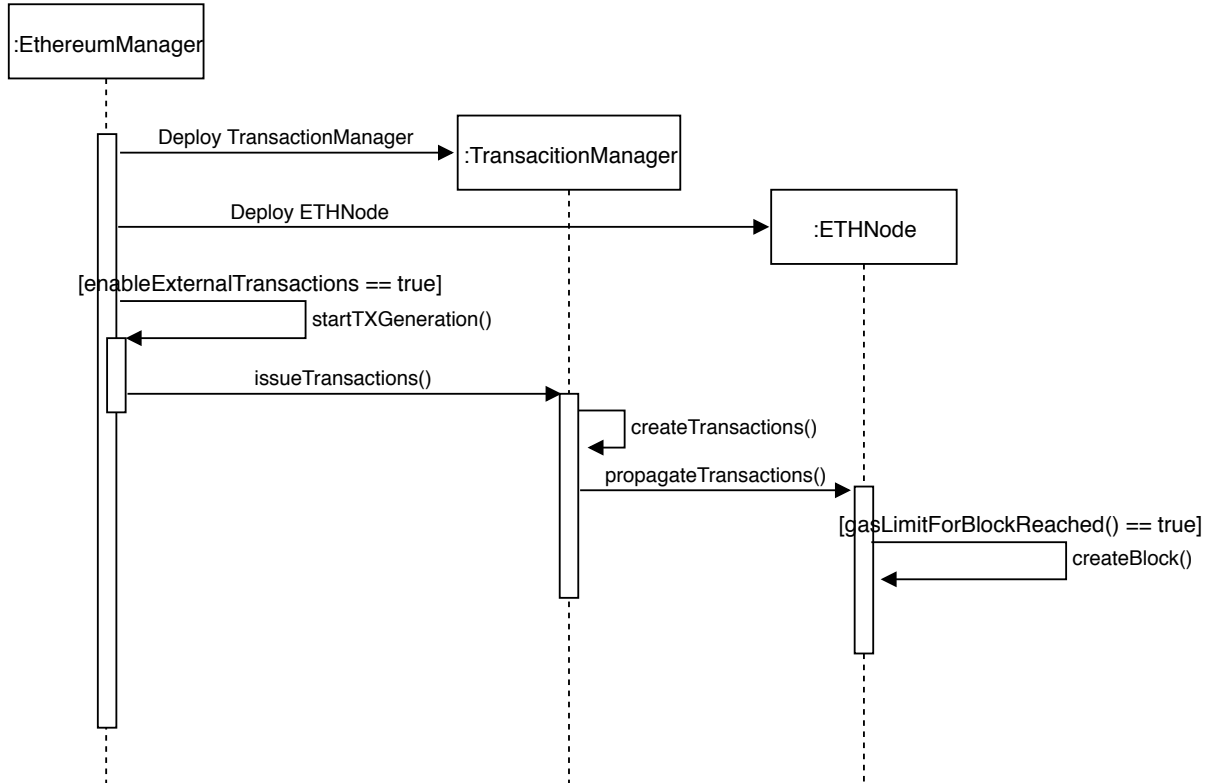 :EthereumManager
Deploy TransactionManager
:TransacitionManager
Deploy ETHNode
:ETHNode
[enableExternalTransactions == true]
startTXGeneration()
issueTransactions()
createTransactions()
propagateTransactions()
[gasLimitForBlockReached() == true]
createBlock()